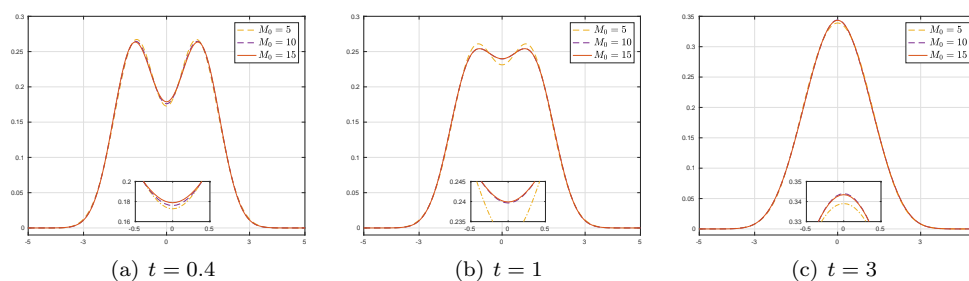 0.3
0.25
0.2
0.15
0.1
0.05
0
-5 -3 0 3 5
M₀ = 5
M₀ = 10
M₀ = 15
0.2
0.18
0.16
-0.5 0 0.5
(a) t = 0.4
0.3
0.25
0.2
0.15
0.1
0.05
0
-5 -3 0 3 5
M₀ = 5
M₀ = 10
M₀ = 15
0.245
0.24
0.235
-0.5 0 0.5
(b) t = 1
0.35
0.3
0.25
0.2
0.15
0.1
0.05
0
-5 -3 0 3
M₀ = 5
M₀ = 10
M₀ = 15
0.35
0.34
0.33
-0.5 0 0.5
(c) t = 3